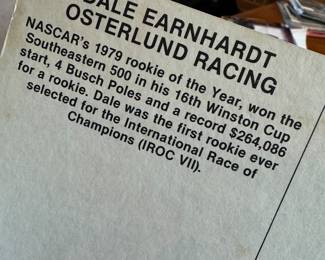 DALE EARNHARDT
OSTERLUND RACING
NASCAR's 1979 rookie of the Year, won the
Southeastern 500 in his 16th Winston Cup
start, 4 Busch Poles and a record $264,086
for a rookie. Dale was the first rookie ever
selected for the International Race of
Champions (IROC VII).